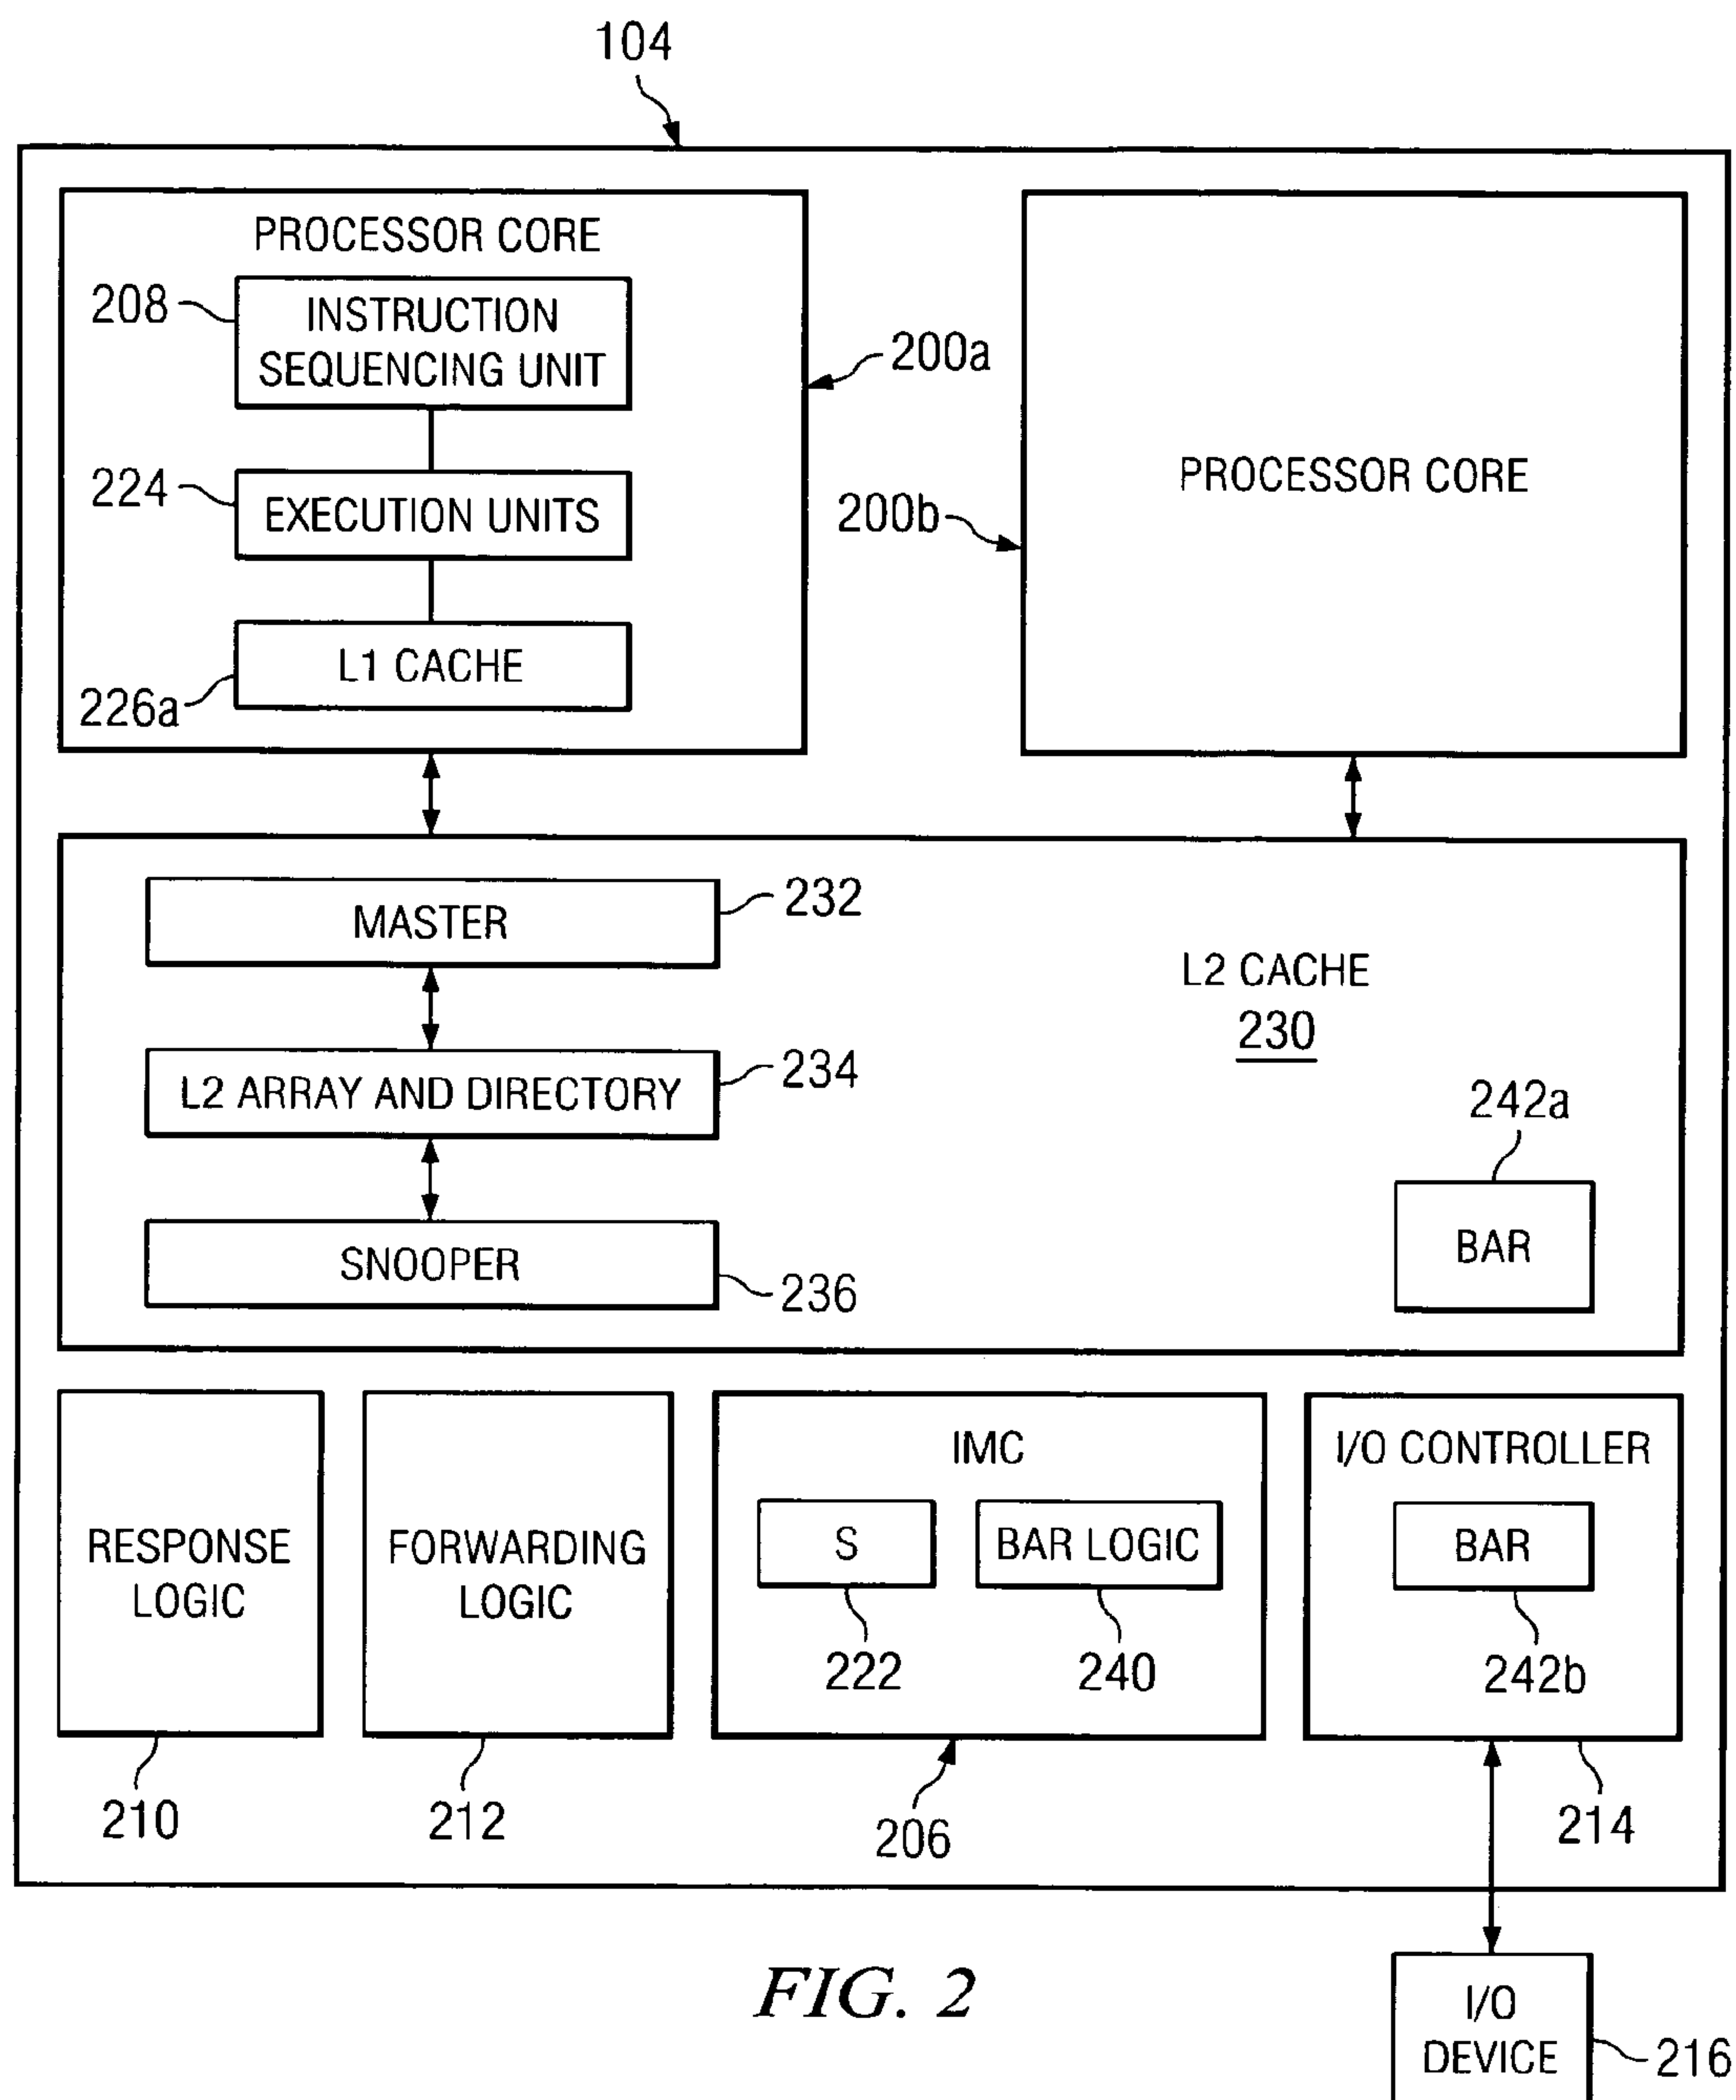 104
PROCESSOR CORE
208
INSTRUCTION
SEQUENCING UNIT
200a
224
EXECUTION UNITS
PROCESSOR CORE
200b
L1 CACHE
226a
MASTER
232
L2 CACHE
230
L2 ARRAY AND DIRECTORY
234
242a
BAR
SNOOPER
236
RESPONSE
LOGIC
FORWARDING
LOGIC
IMC
S
BAR LOGIC
222
240
I/O CONTROLLER
BAR
242b
210
212
206
214
FIG. 2
I/O
DEVICE
216